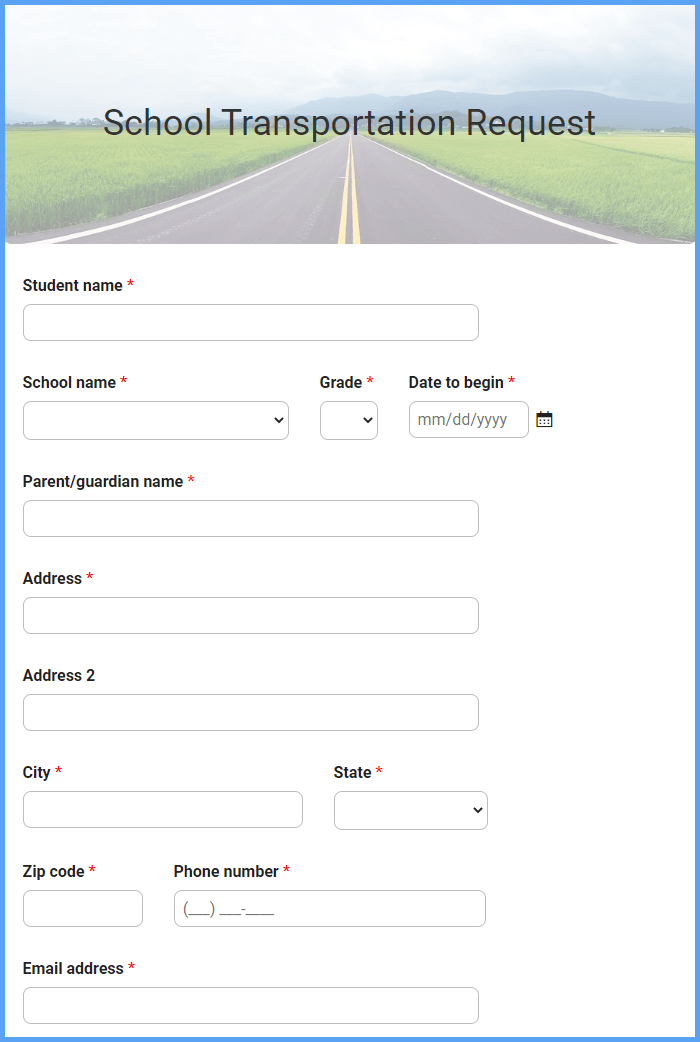 School Transportation Request
Student name *
School name * Grade * Date to begin *
mm/dd/yyyy
Parent/guardian name *
Address *
Address 2
City * State *
Zip code * Phone number *
(___) ___-____
Email address *